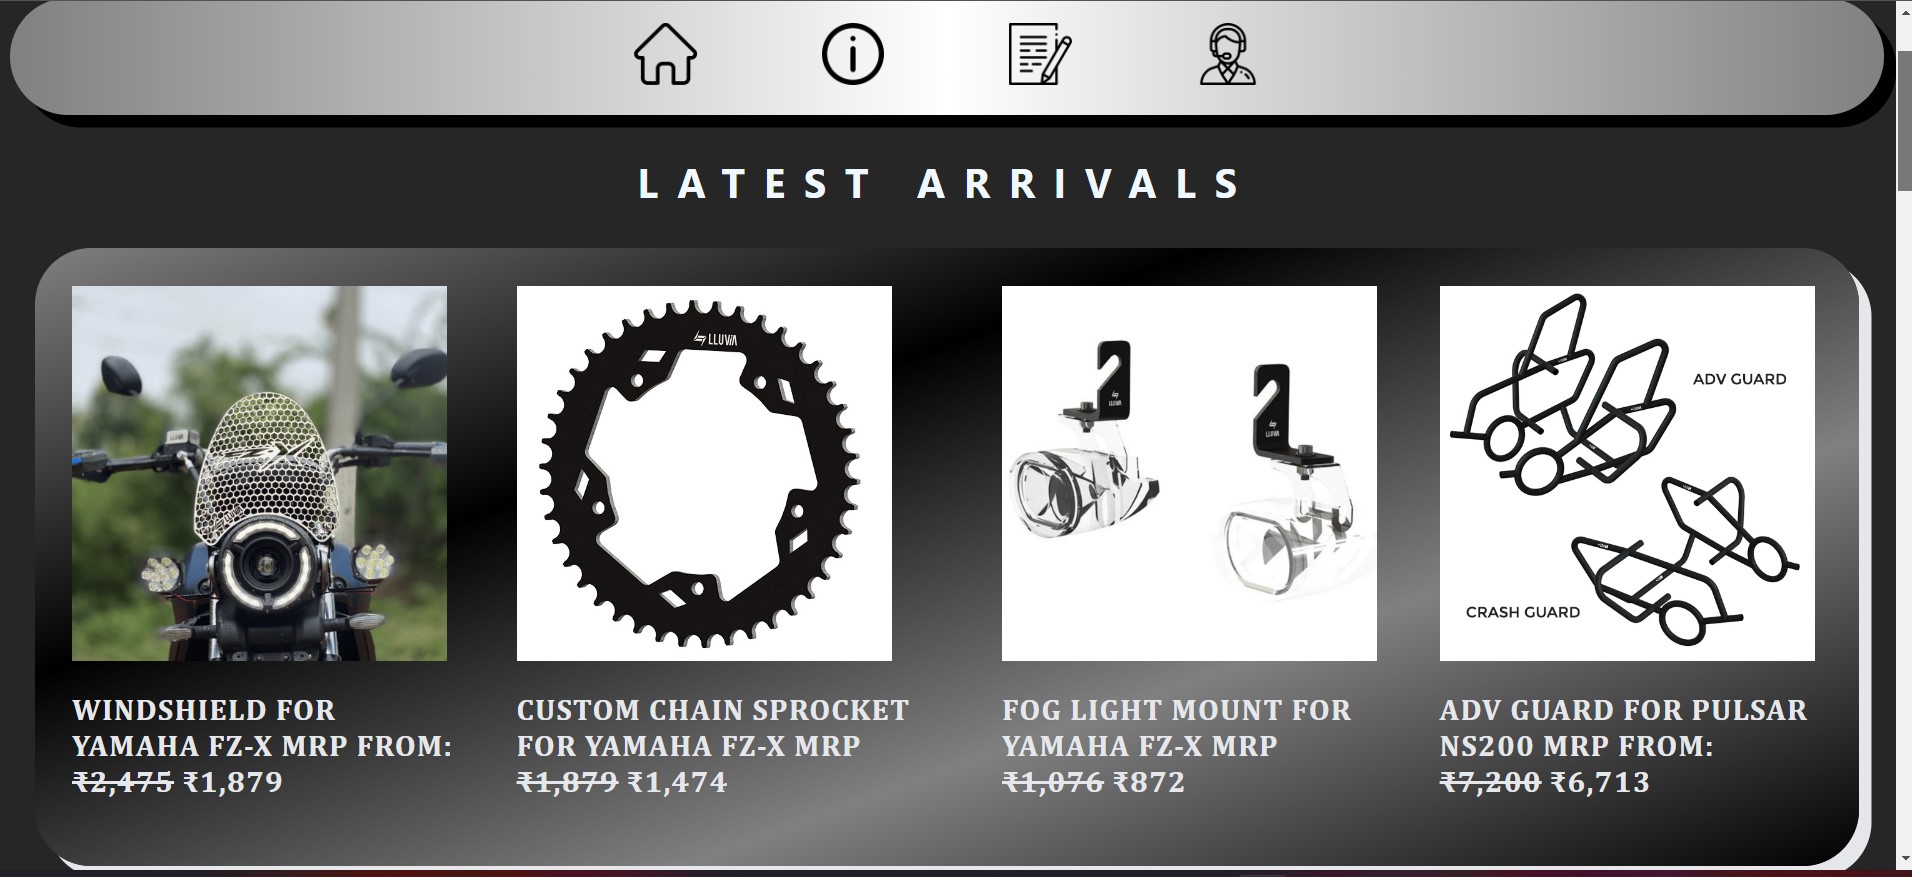 LATEST ARRIVALS
LLUVIA
LLUVIA
LLUVIA
ADV GUARD
CRASH GUARD
WINDSHIELD FOR
YAMAHA FZ-X MRP FROM:
₹2,475 ₹1,879
CUSTOM CHAIN SPROCKET
FOR YAMAHA FZ-X MRP
₹1,879 ₹1,474
FOG LIGHT MOUNT FOR
YAMAHA FZ-X MRP
₹1,076 ₹872
ADV GUARD FOR PULSAR
NS200 MRP FROM:
₹7,200 ₹6,713